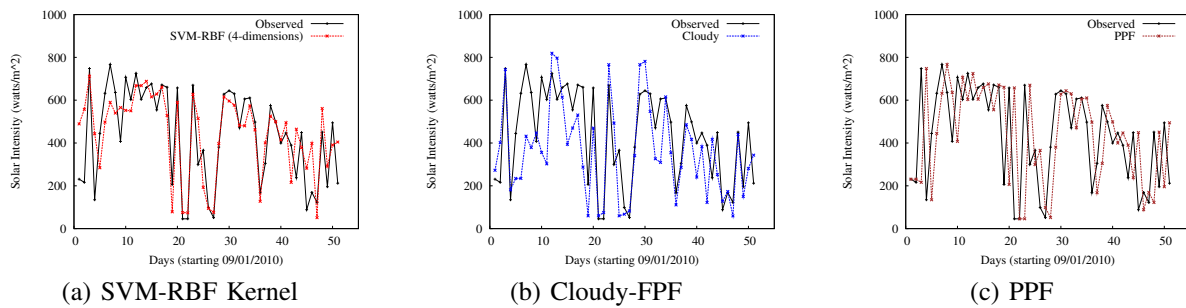 Solar Intensity (watts/m^2)
1000
800
600
400
200
0
Observed
SVM-RBF (4-dimensions)
0 10 20 30 40 50
Days (starting 09/01/2010)
(a) SVM-RBF Kernel
Solar Intensity (watts/m^2)
1000
800
600
400
200
0
Observed
Cloudy
0 10 20 30 40 50
Days (starting 09/01/2010)
(b) Cloudy-FPF
Solar Intensity (watts/m^2)
1000
800
600
400
200
0
Observed
PPF
0 10 20 30 40 50
Days (starting 09/01/2010)
(c) PPF